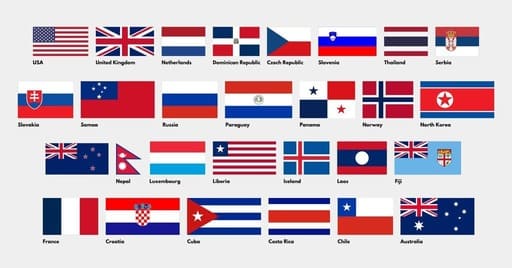 USA
United Kingdom
Netherlands
Dominican Republic
Czech Republic
Slovenia
Thailand
Serbia
Slovakia
Samoa
Russia
Paraguay
Panama
Norway
North Korea
Nepal
Luxembourg
Liberia
Iceland
Laos
Fiji
France
Croatia
Cuba
Costa Rica
Chile
Australia